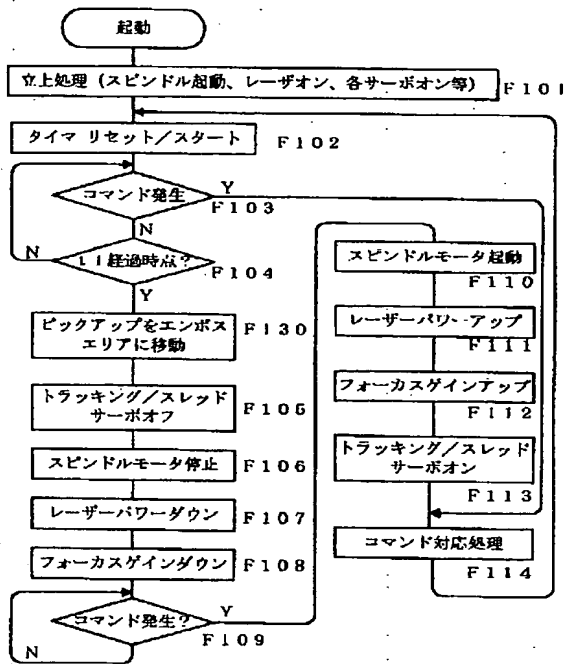 起動
立上処理（スピンドル起動、レーザオン、各サーボオン等）
F101
タイマ リセット／スタート
F102
コマンド発生
Y
F103
N
t1経過時点？
N
F104
Y
ピックアップをエンボス
エリアに移動
F130
トラッキング／スレッド
サーボオフ
F105
スピンドルモータ停止
F106
レーザーパワーダウン
F107
フォーカスゲインダウン
F108
コマンド発生？
Y
F109
N
スピンドルモータ起動
F110
レーザーパワーアップ
F111
フォーカスゲインアップ
F112
トラッキング／スレッド
サーボオン
F113
コマンド対応処理
F114